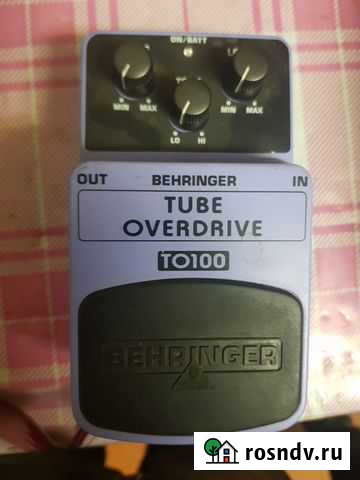 ON/BATT
MIN MAX
MIN MAX
LO HI
OUT BEHRINGER IN
TUBE
OVERDRIVE
TO100
BEHRINGER
rosndv.ru